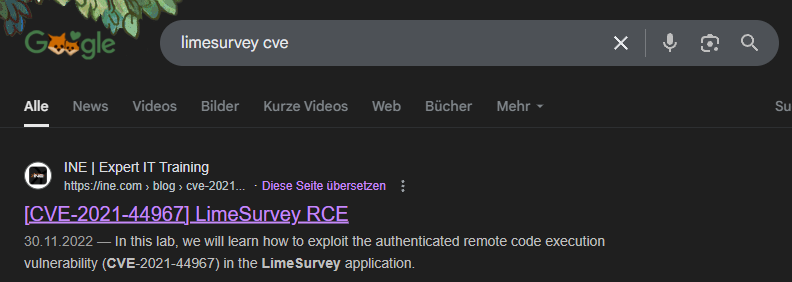 Google
limesurvey cve
Alle News Videos Bilder Kurze Videos Web Bücher Mehr Su
INE | Expert IT Training
https://ine.com › blog › cve-2021... · Diese Seite übersetzen
[CVE-2021-44967] LimeSurvey RCE
30.11.2022 — In this lab, we will learn how to exploit the authenticated remote code execution
vulnerability (CVE-2021-44967) in the LimeSurvey application.